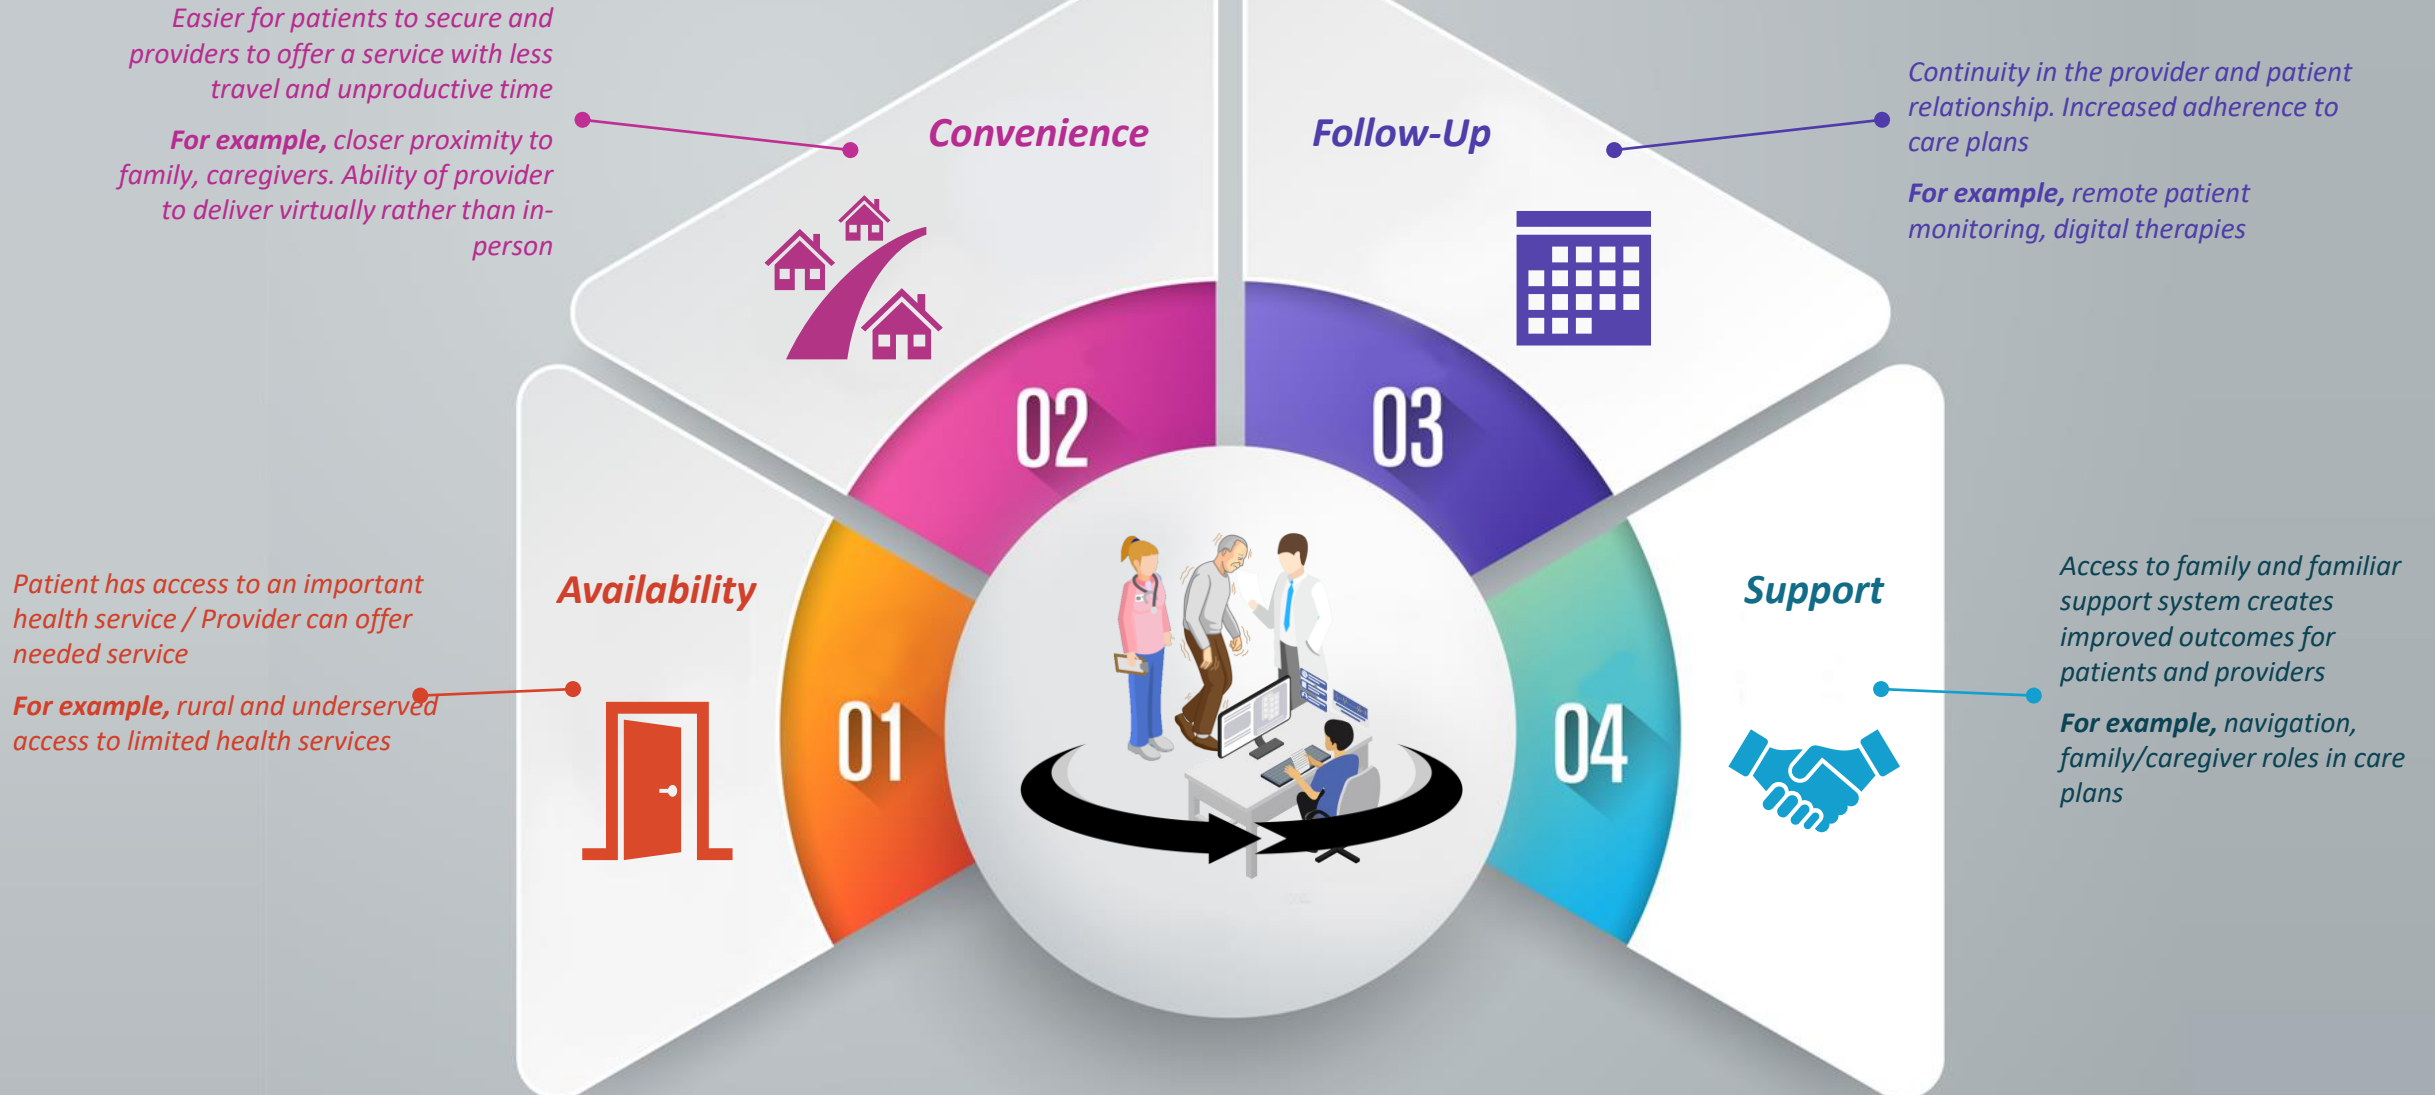 Easier for patients to secure and
providers to offer a service with less
travel and unproductive time
For example, closer proximity to
family, caregivers. Ability of provider
to deliver virtually rather than in-
person
Convenience
02
Follow-Up
03
Continuity in the provider and patient
relationship. Increased adherence to
care plans
For example, remote patient
monitoring, digital therapies
Patient has access to an important
health service / Provider can offer
needed service
For example, rural and underserved
access to limited health services
Availability
01
Support
04
Access to family and familiar
support system creates
improved outcomes for
patients and providers
For example, navigation,
family/caregiver roles in care
plans